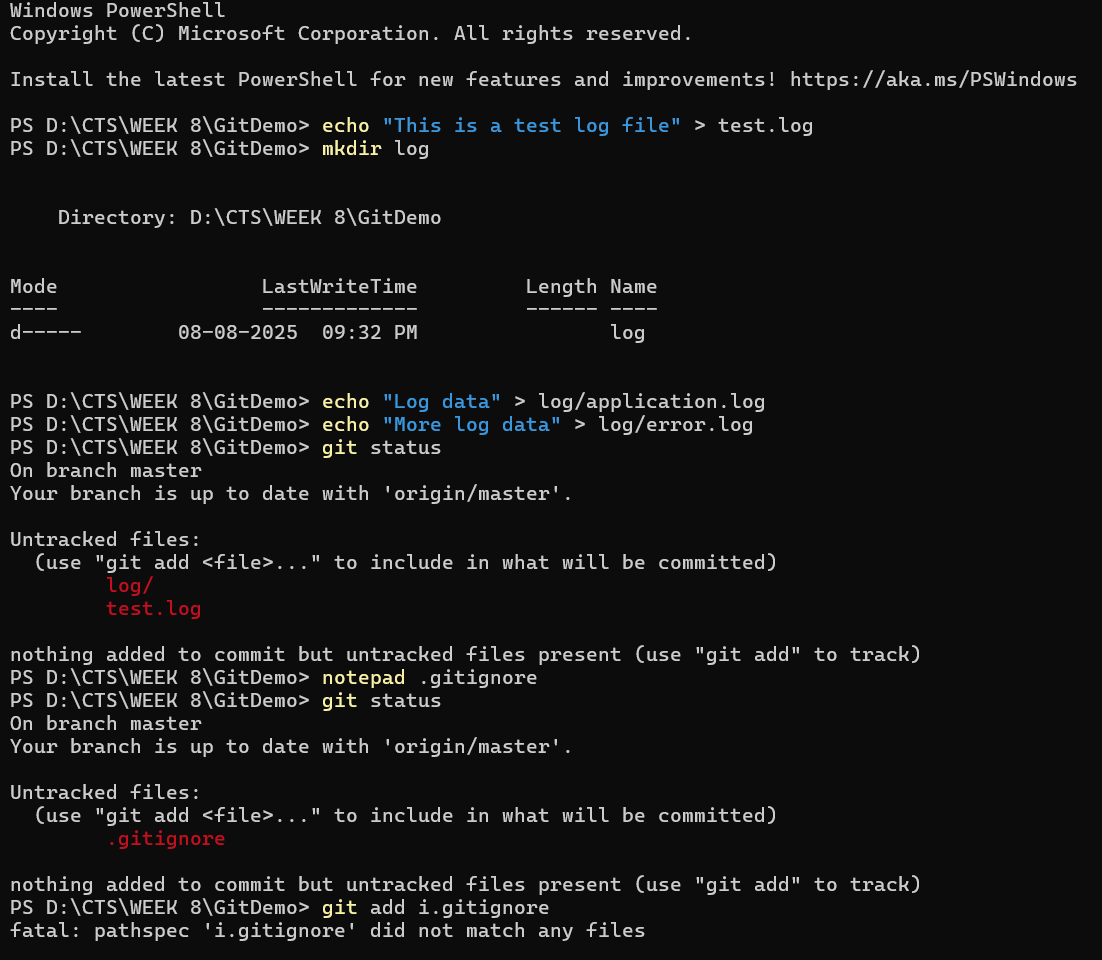 Windows PowerShell
Copyright (C) Microsoft Corporation. All rights reserved.
Install the latest PowerShell for new features and improvements! https://aka.ms/PSWindows
PS D:\CTS\WEEK 8\GitDemo> echo "This is a test log file" > test.log
PS D:\CTS\WEEK 8\GitDemo> mkdir log
Directory: D:\CTS\WEEK 8\GitDemo
Mode LastWriteTime Length Name
---- ------------- ------ ----
d----- 08-08-2025 09:32 PM log
PS D:\CTS\WEEK 8\GitDemo> echo "Log data" > log/application.log
PS D:\CTS\WEEK 8\GitDemo> echo "More log data" > log/error.log
PS D:\CTS\WEEK 8\GitDemo> git status
On branch master
Your branch is up to date with 'origin/master'.
Untracked files:
(use "git add <file>..." to include in what will be committed)
log/
test.log
nothing added to commit but untracked files present (use "git add" to track)
PS D:\CTS\WEEK 8\GitDemo> notepad .gitignore
PS D:\CTS\WEEK 8\GitDemo> git status
On branch master
Your branch is up to date with 'origin/master'.
Untracked files:
(use "git add <file>..." to include in what will be committed)
.gitignore
nothing added to commit but untracked files present (use "git add" to track)
PS D:\CTS\WEEK 8\GitDemo> git add i.gitignore
fatal: pathspec 'i.gitignore' did not match any files